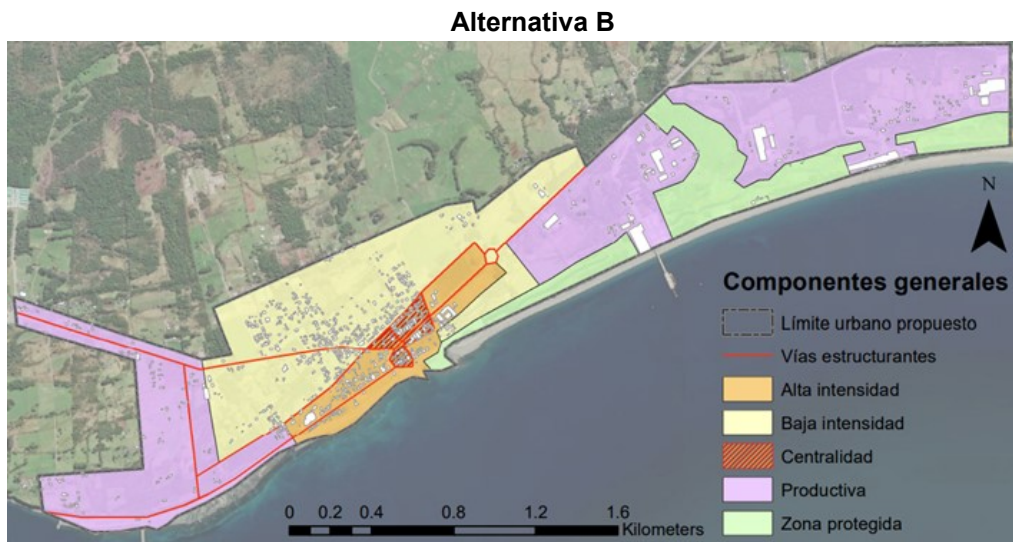 Alternativa B
N
Componentes generales
Límite urbano propuesto
Vías estructurantes
Alta intensidad
Baja intensidad
Centralidad
Productiva
Zona protegida
0 0.2 0.4 0.8 1.2 1.6
Kilometers